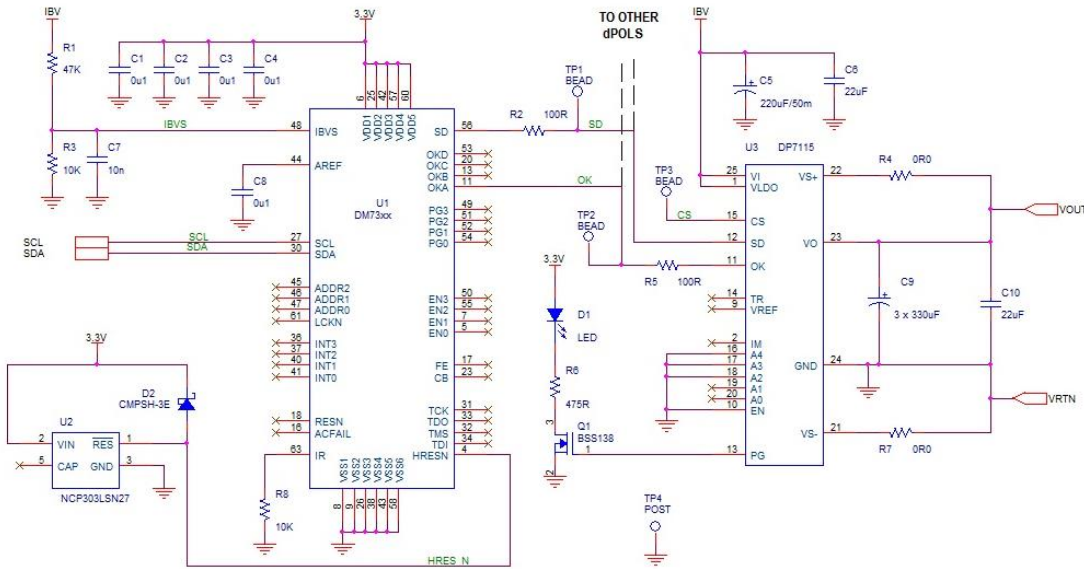 IBV
R1
47K
C1
0u1
C2
0u1
C3
0u1
C4
0u1
3.3V
TO OTHER
dPOLS
IBV
C5
220uF/50m
C6
22uF
6
25
42
57
60
VDD1
VDD2
VDD3
VDD4
VDD5
IBVS
48
IBVS
R3
10K
C7
10n
44
AREF
C8
0u1
U1
DM73xx
SCL
SDA
SCL
SDA
27
SCL
30
SDA
45
ADDR2
46
ADDR1
47
ADDR0
61
LCKN
36
INT3
37
INT2
40
INT1
41
INT0
18
RESN
16
ACFAIL
63
IR
R8
10K
SD
56
OKD
53
OKC
20
OKB
13
OKA
11
PG3
49
PG2
51
PG1
52
PG0
54
EN3
50
EN2
55
EN1
7
EN0
5
FE
17
CB
23
TCK
31
TDO
33
TMS
32
TDI
34
HRESN
4
VSS1
VSS2
VSS3
VSS4
VSS5
VSS6
8
9
26
38
43
58
3.3V
D2
CMPSH-3E
U2
2
VIN
RES
1
5
CAP
GND
3
NCP303LSN27
HRES_N
R2
100R
TP1
BEAD
SD
OK
TP3
BEAD
CS
TP2
BEAD
R5
100R
3.3V
D1
LED
R6
475R
3
Q1
BSS138
1
2
TP4
POST
U3
DP7115
25
VI
1
VLDO
15
CS
12
SD
11
OK
14
TR
9
VREF
2
IM
16
A4
17
A3
18
A2
19
A1
20
A0
10
EN
13
PG
VS+
22
VO
23
GND
24
VS-
21
R4
0R0
R7
0R0
C9
3 x 330uF
C10
22uF
VOUT
VRTN